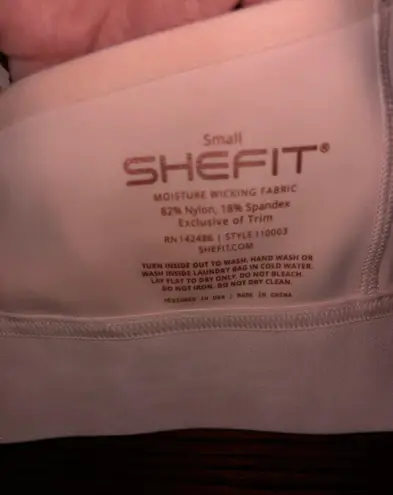 Small
SHEFIT®
MOISTURE WICKING FABRIC
82% Nylon, 18% Spandex
Exclusive of Trim
RN 142486 | STYLE 110003
SHEFIT.COM
TURN INSIDE OUT TO WASH. HAND WASH OR
WASH INSIDE LAUNDRY BAG IN COLD WATER.
LAY FLAT TO DRY ONLY. DO NOT BLEACH.
DO NOT IRON. DO NOT DRY CLEAN.
DESIGNED IN USA | MADE IN CHINA